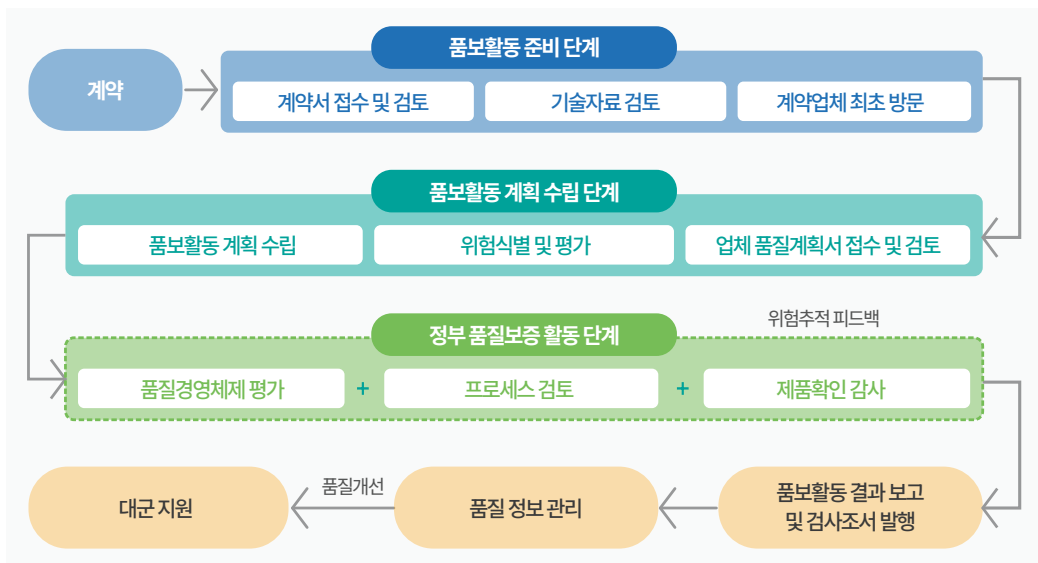 품보활동 준비 단계
계약
계약서 접수 및 검토
기술자료 검토
계약업체 최초 방문
품보활동 계획 수립 단계
품보활동 계획 수립
위험식별 및 평가
업체 품질계획서 접수 및 검토
정부 품질보증 활동 단계
위험추적 피드백
품질경영체제 평가
+
프로세스 검토
+
제품확인 감사
품보활동 결과 보고
및 검사조서 발행
품질 정보 관리
품질개선
대군 지원